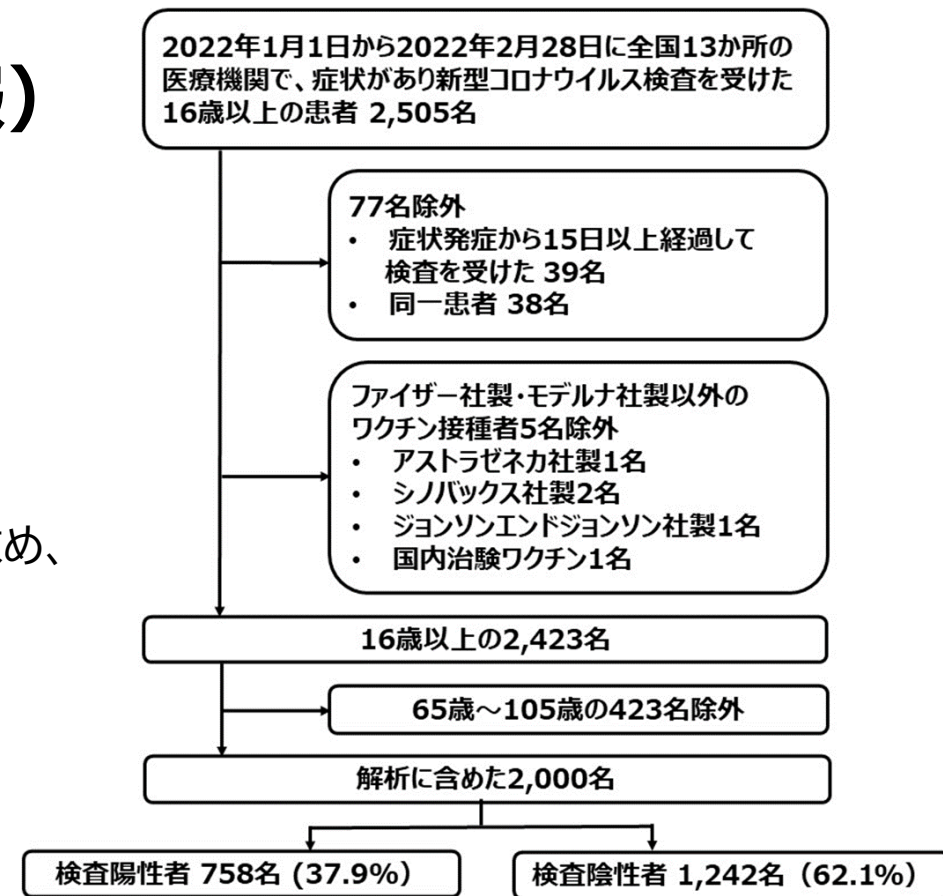 報)
2022年1月1日から2022年2月28日に全国13か所の
医療機関で、症状があり新型コロナウイルス検査を受けた
16歳以上の患者 2,505名
77名除外
• 症状発症から15日以上経過して
検査を受けた 39名
• 同一患者 38名
ファイザー社製・モデルナ社製以外の
ワクチン接種者5名除外
• アストラゼネカ社製1名
• シノバックス社製2名
• ジョンソンエンドジョンソン社製1名
• 国内治験ワクチン1名
め、
16歳以上の2,423名
65歳～105歳の423名除外
解析に含めた2,000名
検査陽性者 758名 (37.9%)
検査陰性者 1,242名（62.1%）